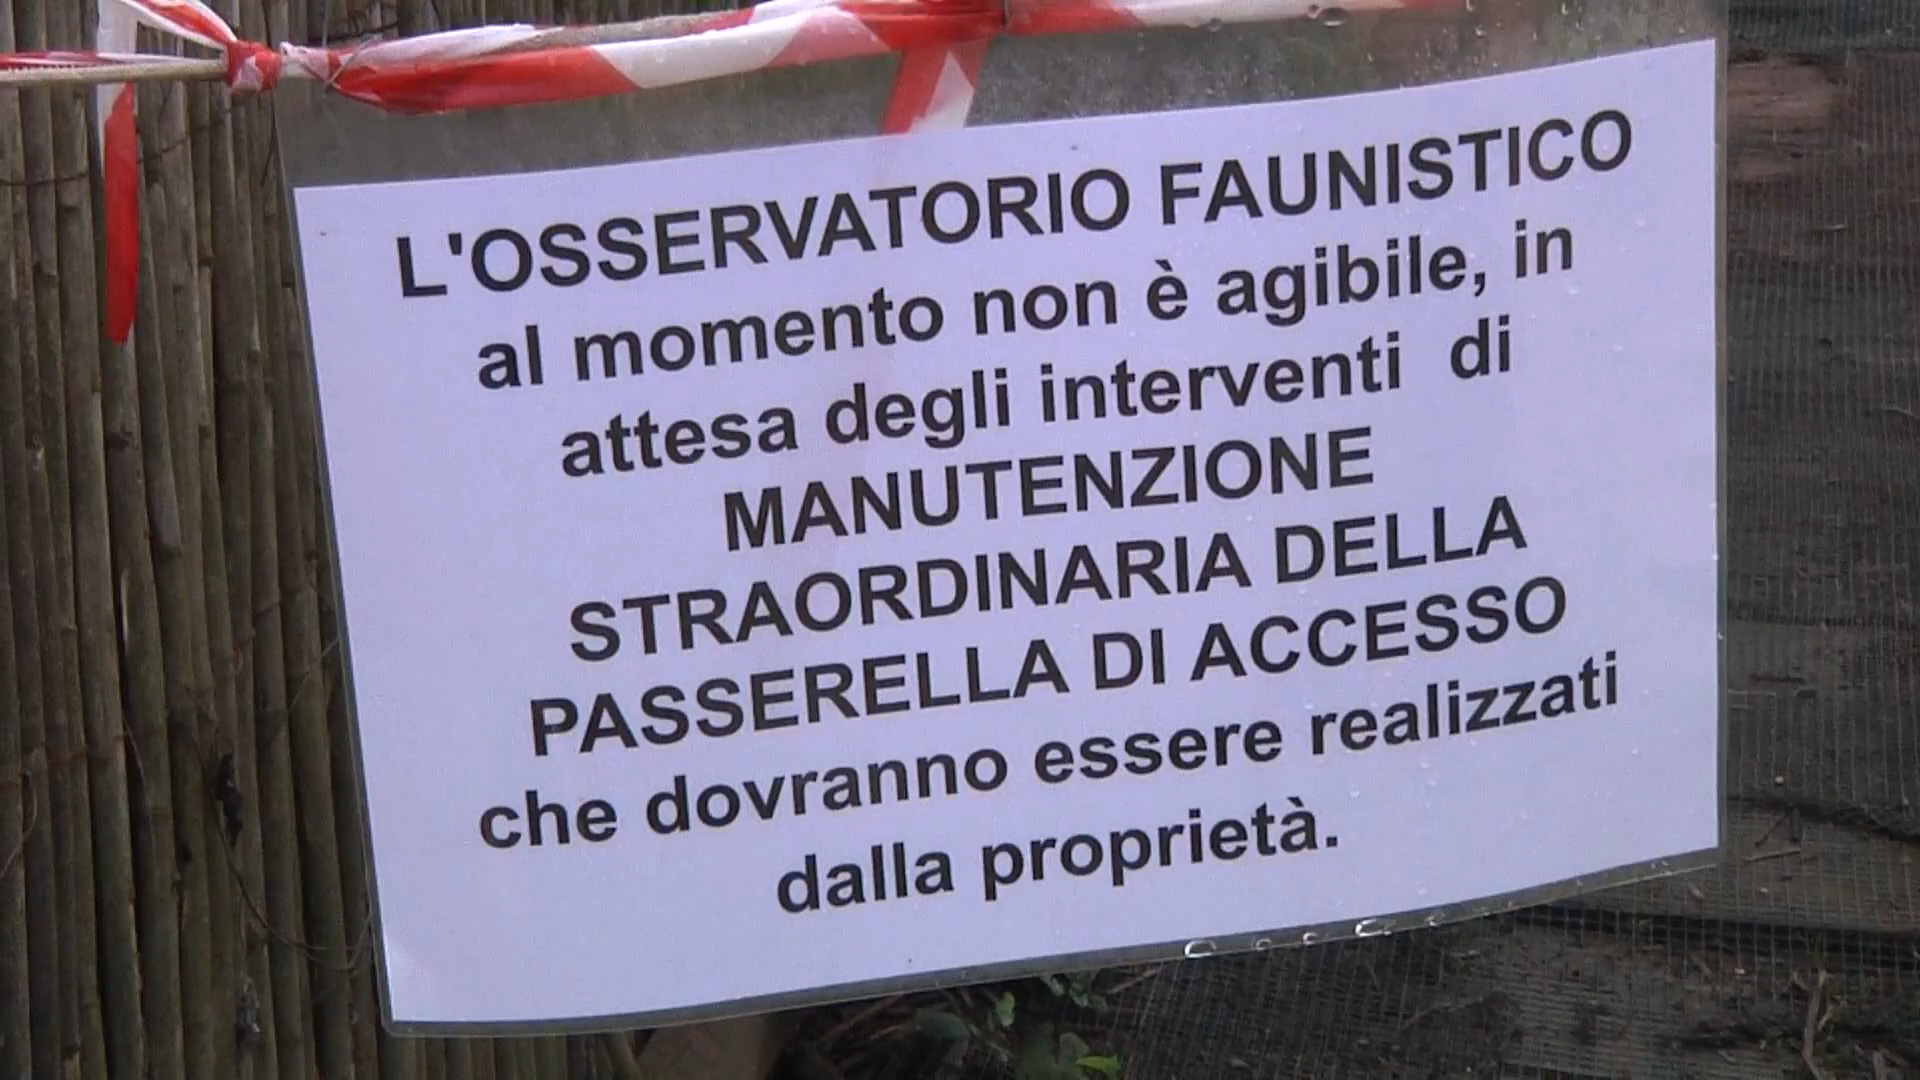 L'OSSERVATORIO FAUNISTICO
al momento non è agibile, in
attesa degli interventi di
MANUTENZIONE
STRAORDINARIA DELLA
PASSERELLA DI ACCESSO
che dovranno essere realizzati
dalla proprietà.